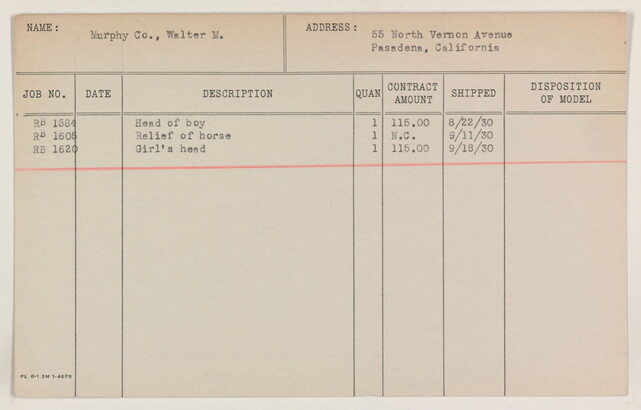 NAME: Murphy Co., Walter M. ADDRESS: 55 North Vernon Avenue
Pasadena, California
JOB NO. DATE DESCRIPTION QUAN CONTRACT AMOUNT SHIPPED DISPOSITION OF MODEL
RB 1584 Head of boy 1 115.00 8/22/30
RB 1605 Relief of horse 1 N.C. 9/11/30
RB 1620 Girl's head 1 115.00 9/18/30